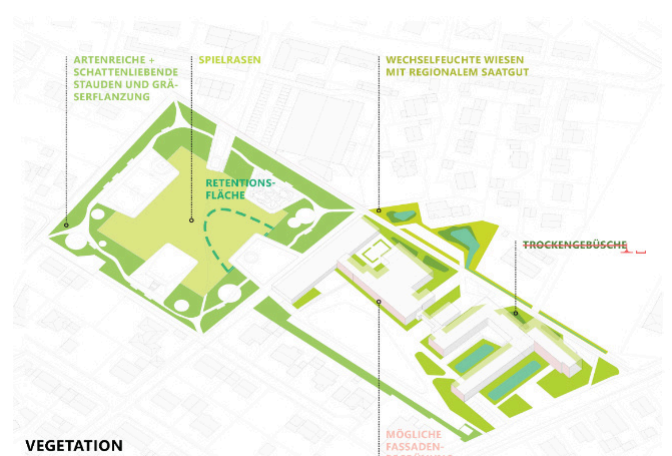 ARTENREICHE +
SCHATTENLIEBENDE
STAUDEN UND GRÄ-
SERFLANZUNG
SPIELRASEN
WECHSELFEUCHTE WIESEN
MIT REGIONALEM SAATGUT
RETENTIONS-
FLÄCHE
TROCKENGEBÜSCHE
MÖGLICHE
FASSADEN-
VEGETATION